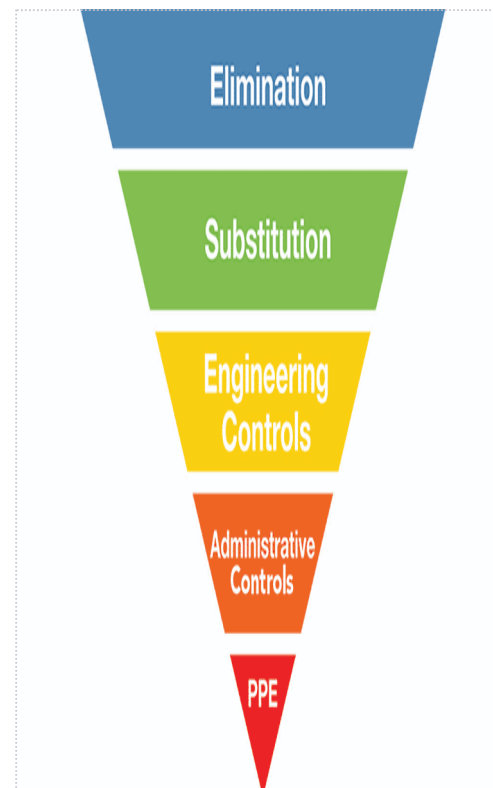 Elimination
Substitution
Engineering
Controls
Administrative
Controls
PPE